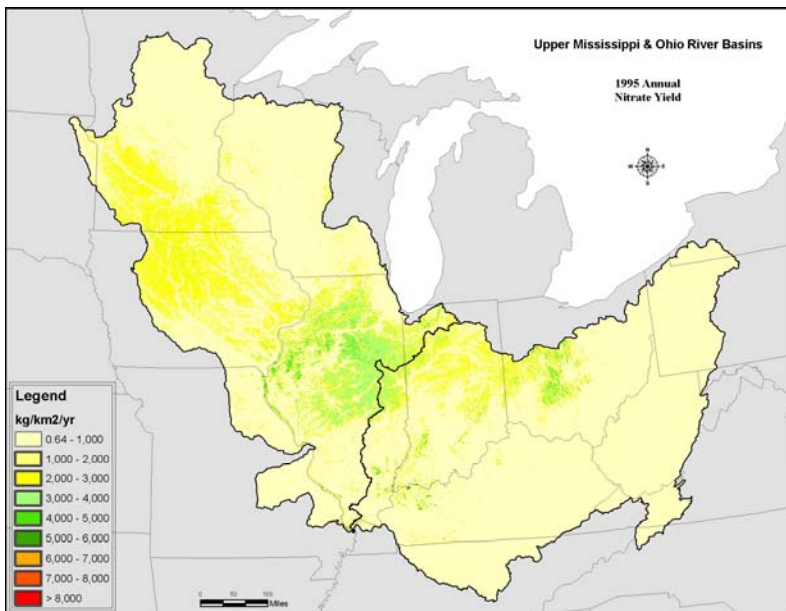 Upper Mississippi & Ohio River Basins
1995 Annual
Nitrate Yield
N
W
E
S
Legend
kg/km2/yr
0.64 - 1,000
1,000 - 2,000
2,000 - 3,000
3,000 - 4,000
4,000 - 5,000
5,000 - 6,000
6,000 - 7,000
7,000 - 8,000
> 8,000
Miles